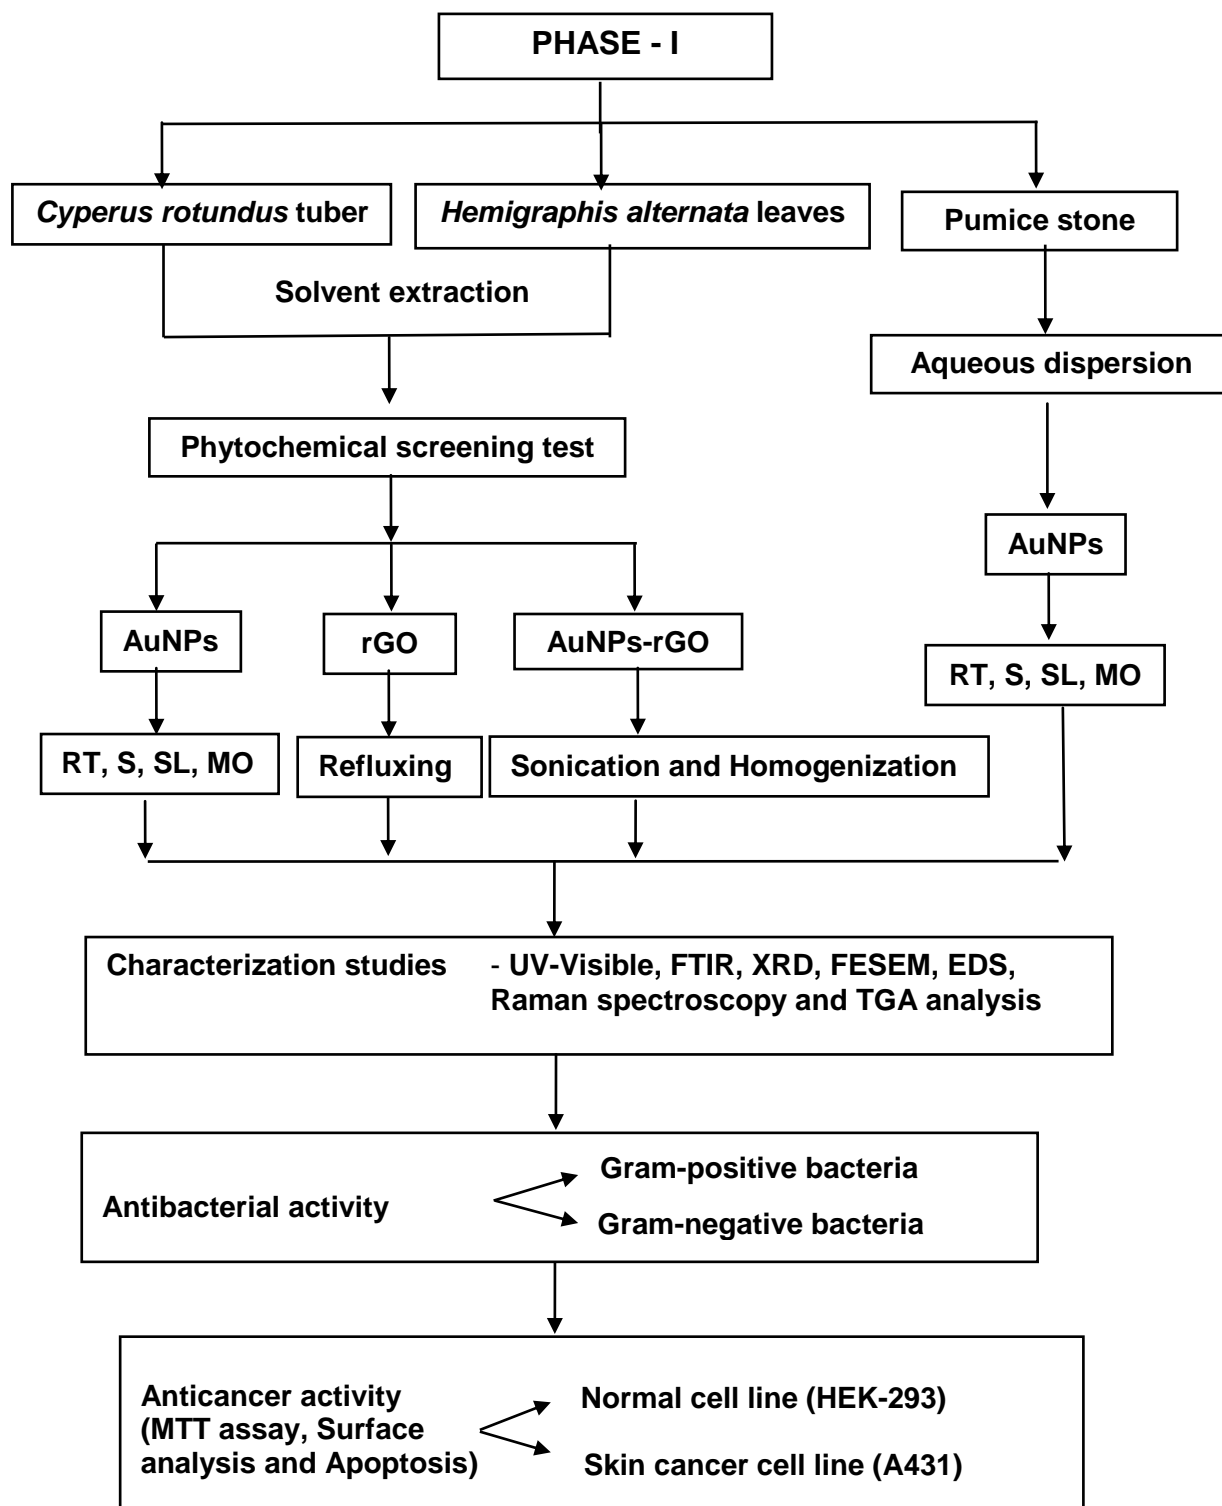 PHASE - I
Cyperus rotundus tuber
Hemigraphis alternata leaves
Pumice stone
Solvent extraction
Aqueous dispersion
Phytochemical screening test
AuNPs
AuNPs
rGO
AuNPs-rGO
RT, S, SL, MO
RT, S, SL, MO
Refluxing
Sonication and Homogenization
Characterization studies - UV-Visible, FTIR, XRD, FESEM, EDS,
Raman spectroscopy and TGA analysis
Gram-positive bacteria
Antibacterial activity
Gram-negative bacteria
Anticancer activity
(MTT assay, Surface
analysis and Apoptosis)
Normal cell line (HEK-293)
Skin cancer cell line (A431)